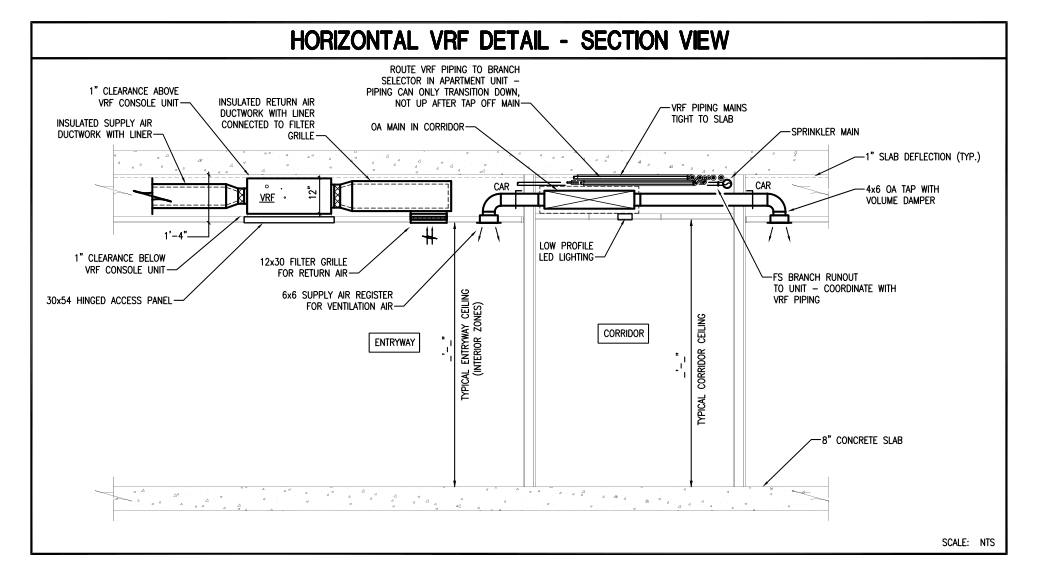 HORIZONTAL VRF DETAIL - SECTION VIEW
ROUTE VRF PIPING TO BRANCH
SELECTOR IN APARTMENT UNIT -
PIPING CAN ONLY TRANSITION DOWN,
NOT UP AFTER TAP OFF MAIN
1" CLEARANCE ABOVE
VRF CONSOLE UNIT
INSULATED SUPPLY AIR
DUCTWORK WITH LINER
INSULATED RETURN AIR
DUCTWORK WITH LINER
CONNECTED TO FILTER
GRILLE
OA MAIN IN CORRIDOR
VRF PIPING MAINS
TIGHT TO SLAB
SPRINKLER MAIN
1" SLAB DEFLECTION (TYP.)
4x6 OA TAP WITH
VOLUME DAMPER
CAR
CAR
VRF
12"
1'-4"
1" CLEARANCE BELOW
VRF CONSOLE UNIT
30x54 HINGED ACCESS PANEL
12x30 FILTER GRILLE
FOR RETURN AIR
6x6 SUPPLY AIR REGISTER
FOR VENTILATION AIR
LOW PROFILE
LED LIGHTING
FS BRANCH RUNOUT
TO UNIT - COORDINATE WITH
VRF PIPING
ENTRYWAY
CORRIDOR
'-_"
TYPICAL ENTRYWAY CEILING
(INTERIOR ZONES)
'-_"
TYPICAL CORRIDOR CEILING
8" CONCRETE SLAB
SCALE: NTS